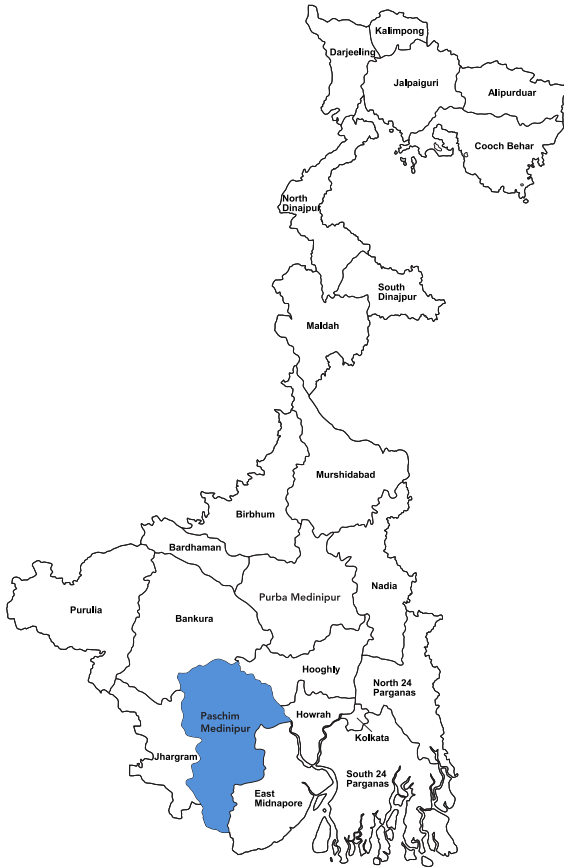 Kalimpong
Darjeeling
Jalpaiguri
Alipurduar
Cooch Behar
North
Dinajpur
South
Dinajpur
Maldah
Murshidabad
Birbhum
Bardhaman
Nadia
Purba Medinipur
Purulia
Bankura
Hooghly
North 24
Parganas
Paschim
Medinipur
Howrah
Kolkata
Jhargram
South 24
Parganas
East
Midnapore